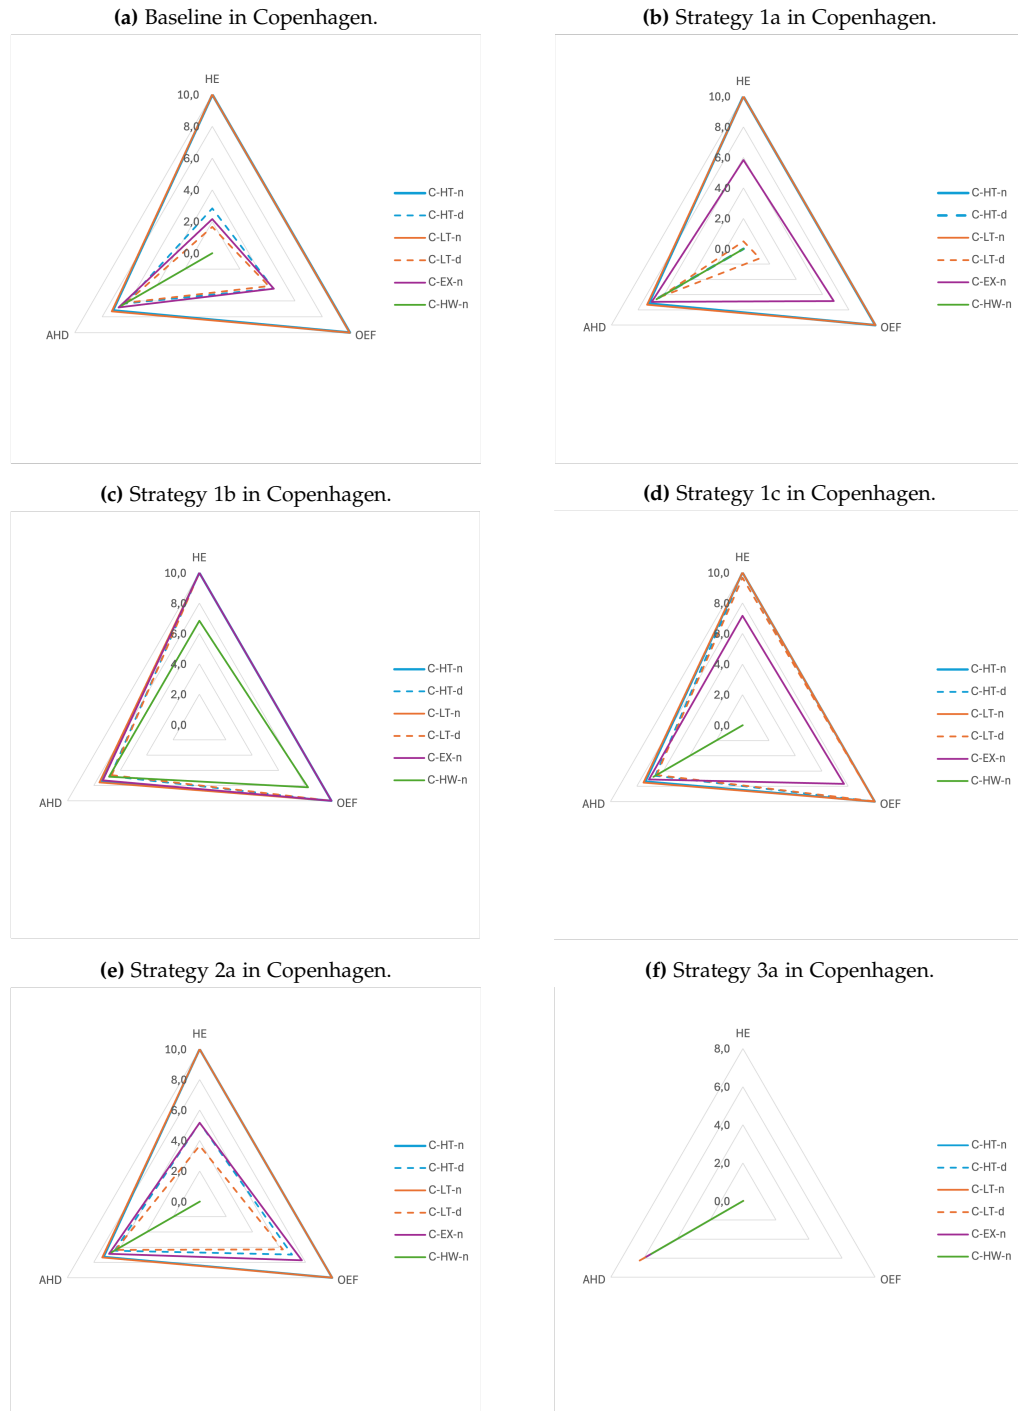 (a) Baseline in Copenhagen.
HE
10,0
8,0
6,0
4,0
2,0
0,0
AHD
OEF
C-HT-n
C-HT-d
C-LT-n
C-LT-d
C-EX-n
C-HW-n
(b) Strategy 1a in Copenhagen.
HE
10,0
8,0
6,0
4,0
2,0
0,0
AHD
OEF
C-HT-n
C-HT-d
C-LT-n
C-LT-d
C-EX-n
C-HW-n
(c) Strategy 1b in Copenhagen.
HE
10,0
8,0
6,0
4,0
2,0
0,0
AHD
OEF
C-HT-n
C-HT-d
C-LT-n
C-LT-d
C-EX-n
C-HW-n
(d) Strategy 1c in Copenhagen.
HE
10,0
8,0
6,0
4,0
2,0
0,0
AHD
OEF
C-HT-n
C-HT-d
C-LT-n
C-LT-d
C-EX-n
C-HW-n
(e) Strategy 2a in Copenhagen.
HE
10,0
8,0
6,0
4,0
2,0
0,0
AHD
OEF
C-HT-n
C-HT-d
C-LT-n
C-LT-d
C-EX-n
C-HW-n
(f) Strategy 3a in Copenhagen.
HE
8,0
6,0
4,0
2,0
0,0
AHD
OEF
C-HT-n
C-HT-d
C-LT-n
C-LT-d
C-EX-n
C-HW-n